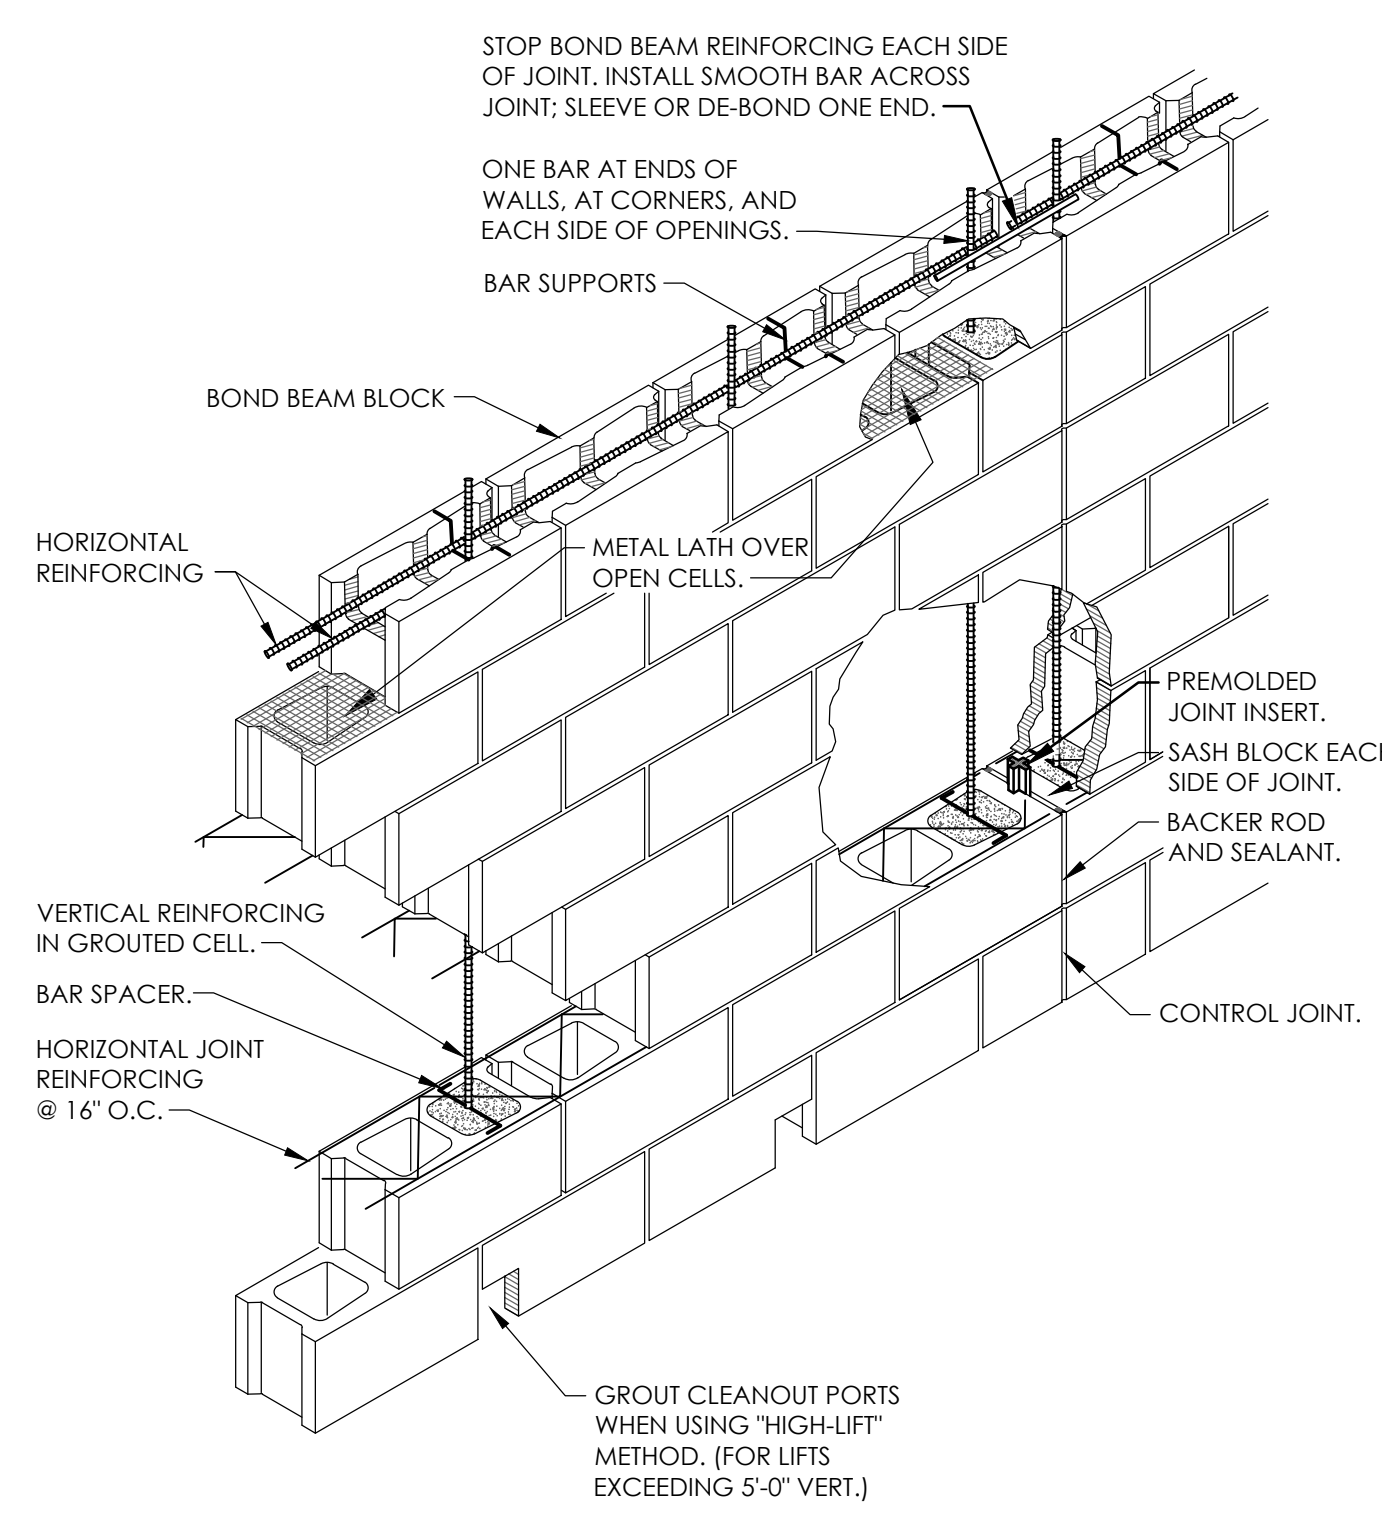 STOP BOND BEAM REINFORCING EACH SIDE
OF JOINT. INSTALL SMOOTH BAR ACROSS
JOINT; SLEEVE OR DE-BOND ONE END.
ONE BAR AT ENDS OF
WALLS, AT CORNERS, AND
EACH SIDE OF OPENINGS.
BAR SUPPORTS
BOND BEAM BLOCK
HORIZONTAL
REINFORCING
METAL LATH OVER
OPEN CELLS.
PREMOLDED
JOINT INSERT.
SASH BLOCK EAC
SIDE OF JOINT.
BACKER ROD
AND SEALANT.
VERTICAL REINFORCING
IN GROUTED CELL.
BAR SPACER.
HORIZONTAL JOINT
REINFORCING
@ 16" O.C.
CONTROL JOINT.
GROUT CLEANOUT PORTS
WHEN USING "HIGH-LIFT"
METHOD. (FOR LIFTS
EXCEEDING 5'-0" VERT.)